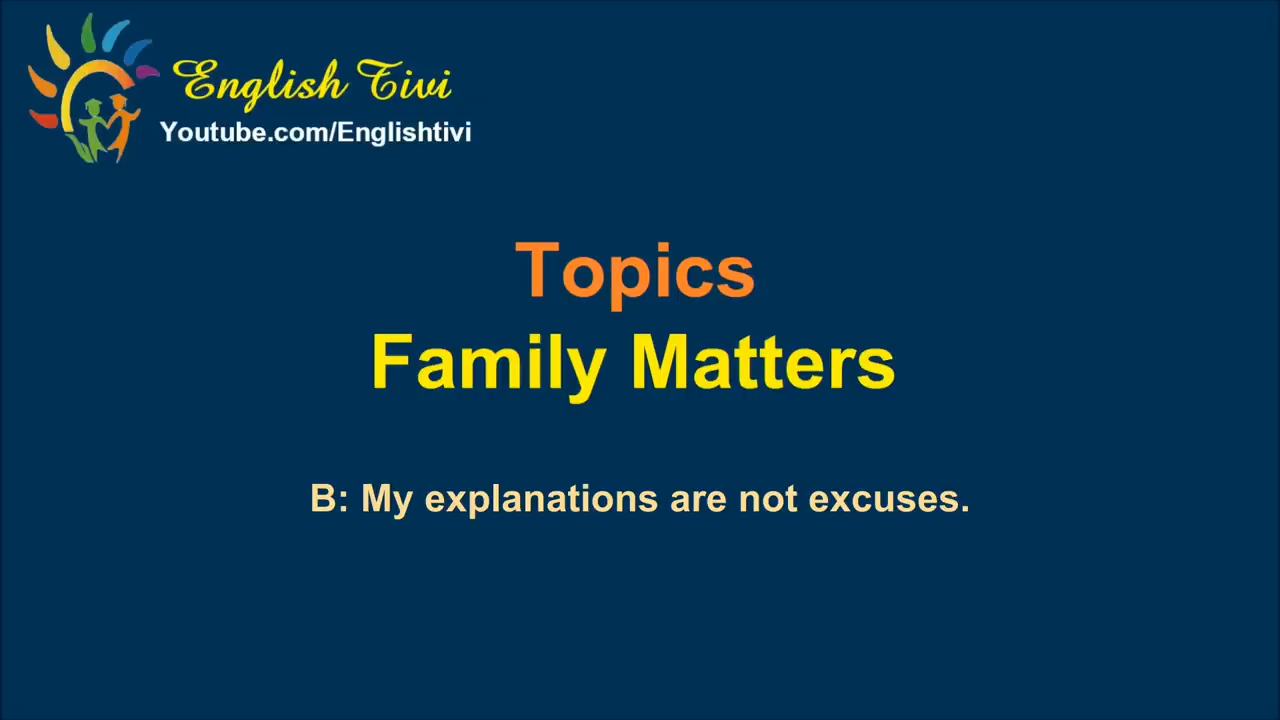 English Tivi
Youtube.com/Englishtivi
Topics
Family Matters
B: My explanations are not excuses.